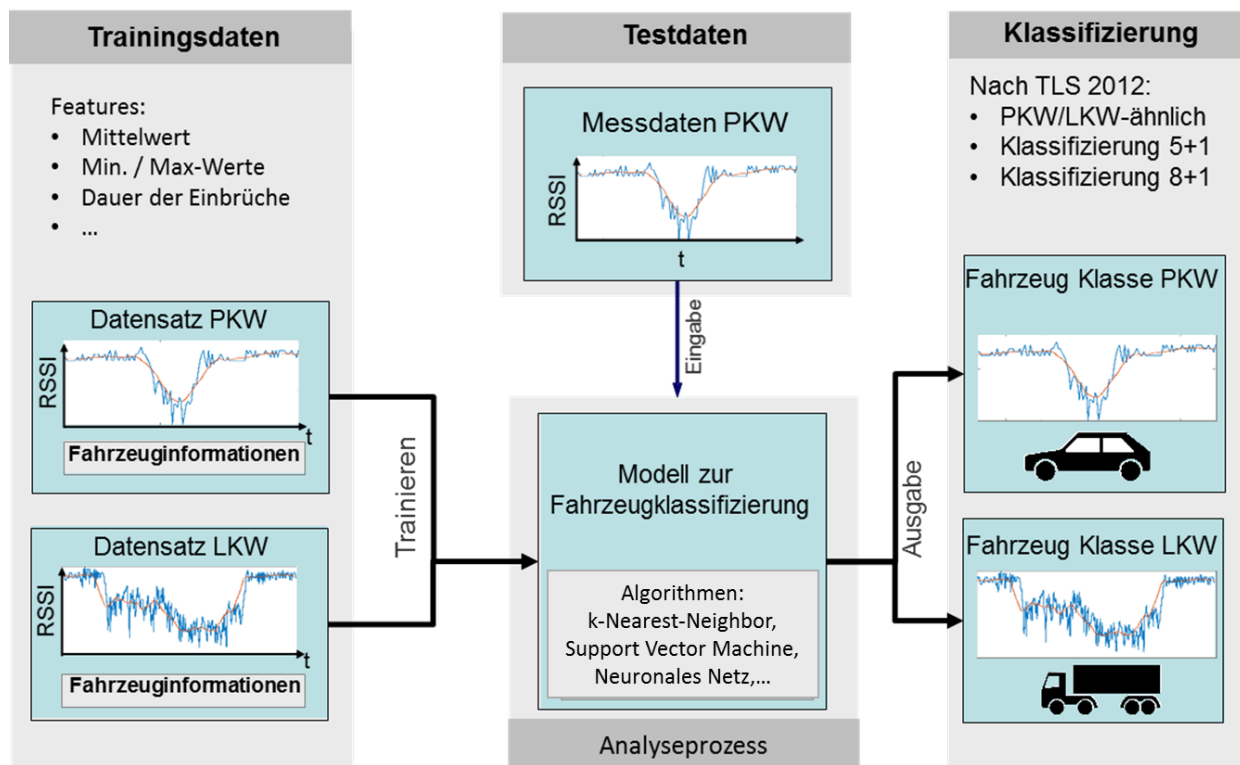 Trainingsdaten
Features:
• Mittelwert
• Min. / Max-Werte
• Dauer der Einbrüche
• ...
Datensatz PKW
RSSI
t
Fahrzeuginformationen
Datensatz LKW
RSSI
t
Fahrzeuginformationen
Trainieren
Testdaten
Messdaten PKW
RSSI
t
Eingabe
Modell zur
Fahrzeugklassifizierung
Algorithmen:
k-Nearest-Neighbor,
Support Vector Machine,
Neuronales Netz,...
Analyseprozess
Ausgabe
Klassifizierung
Nach TLS 2012:
• PKW/LKW-ähnlich
• Klassifizierung 5+1
• Klassifizierung 8+1
Fahrzeug Klasse PKW
Fahrzeug Klasse LKW